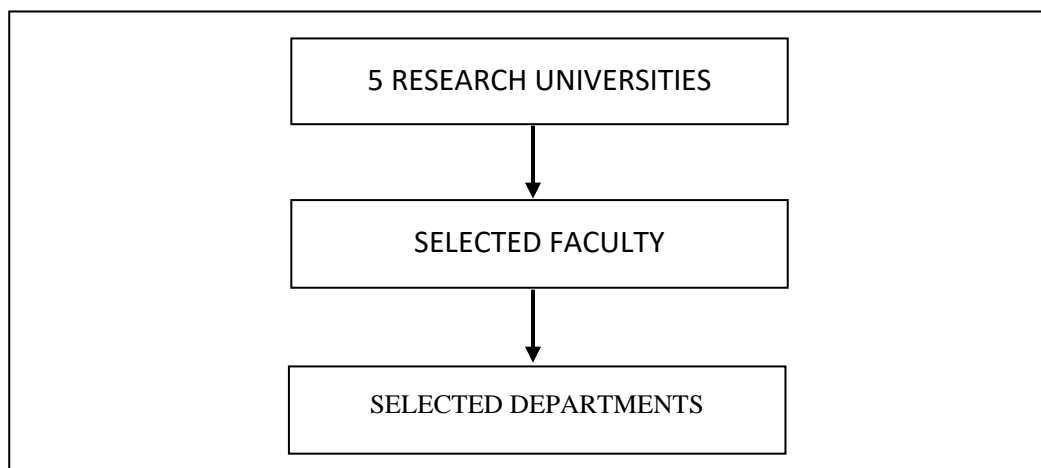 5 RESEARCH UNIVERSITIES
SELECTED FACULTY
SELECTED DEPARTMENTS